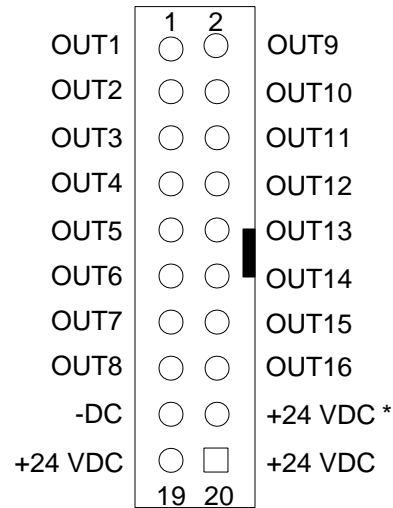 1 2
OUT1 OUT9
OUT2 OUT10
OUT3 OUT11
OUT4 OUT12
OUT5 OUT13
OUT6 OUT14
OUT7 OUT15
OUT8 OUT16
-DC +24 VDC *
+24 VDC +24 VDC
19 20